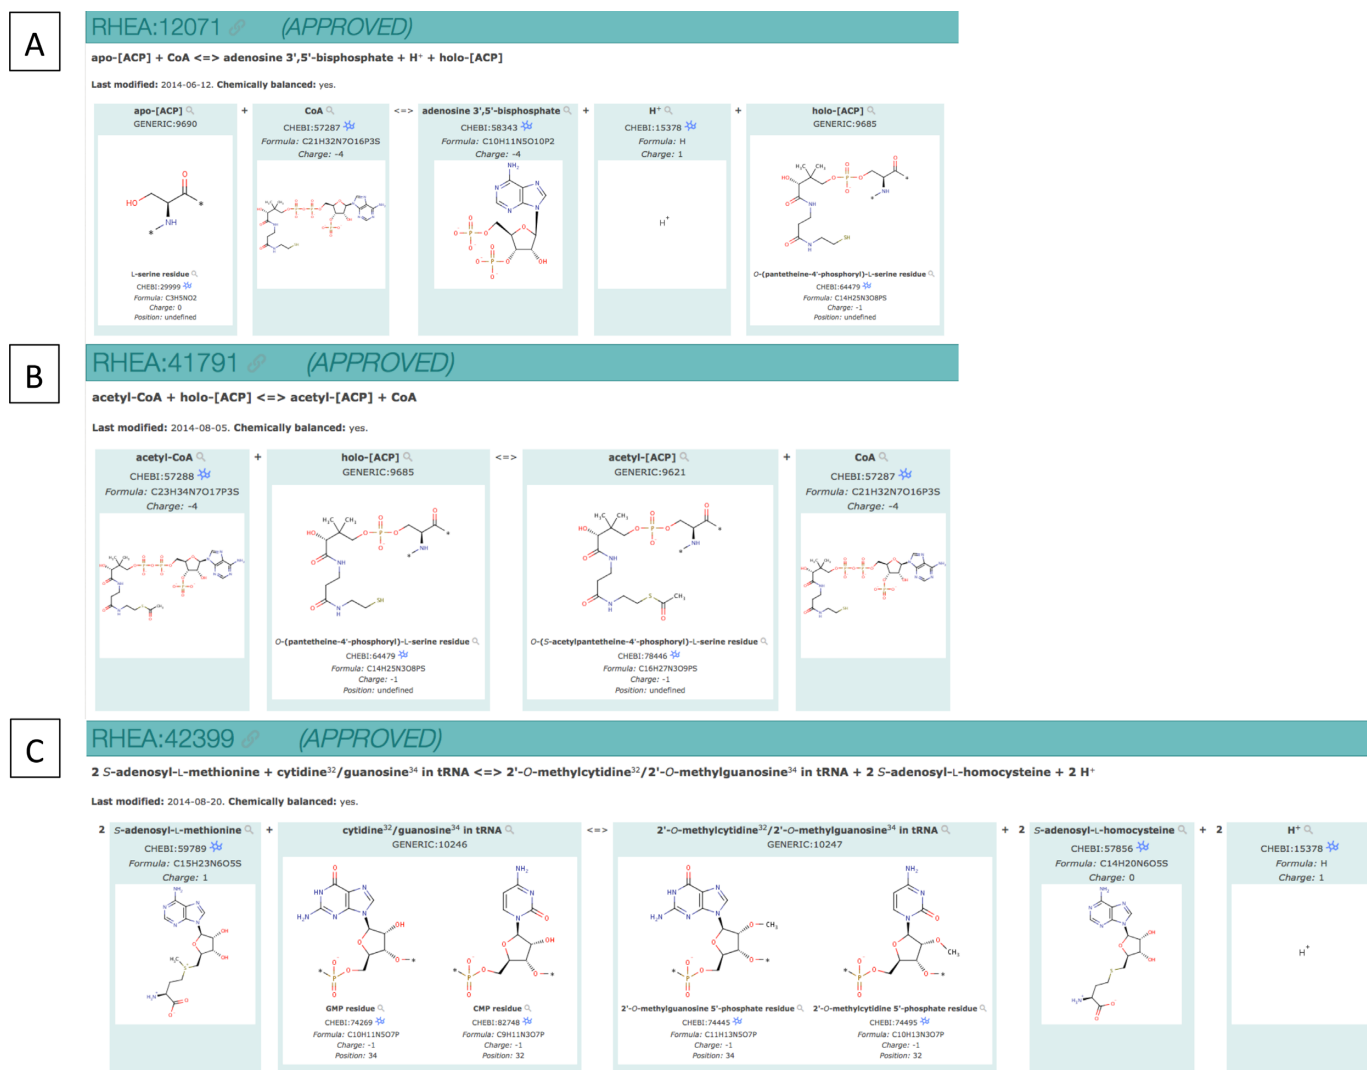 A
RHEA:12071 (APPROVED)
apo-[ACP] + CoA <=> adenosine 3',5'-bisphosphate + H⁺ + holo-[ACP]
Last modified: 2014-06-12. Chemically balanced: yes.
apo-[ACP] + CoA <=> adenosine 3',5'-bisphosphate + H⁺ + holo-[ACP]
GENERIC:9690 CHEBI:57287 CHEBI:58343 CHEBI:15378 GENERIC:9685
Formula: C21H32N7O16P3S Formula: C10H11N5O10P2 Formula: H
Charge: -4 Charge: -4 Charge: 1
H⁺
L-serine residue O-(pantetheine-4'-phosphoryl)-L-serine residue
CHEBI:29999 CHEBI:64479
Formula: C3H5NO2 Formula: C14H25N3O8PS
Charge: 0 Charge: -1
Position: undefined Position: undefined
B
RHEA:41791 (APPROVED)
acetyl-CoA + holo-[ACP] <=> acetyl-[ACP] + CoA
Last modified: 2014-08-05. Chemically balanced: yes.
acetyl-CoA + holo-[ACP] <=> acetyl-[ACP] + CoA
CHEBI:57288 GENERIC:9685 GENERIC:9621 CHEBI:57287
Formula: C23H34N7O17P3S Formula: C21H32N7O16P3S
Charge: -4 Charge: -4
O-(pantetheine-4'-phosphoryl)-L-serine residue O-(S-acetylpantetheine-4'-phosphoryl)-L-serine residue
CHEBI:64479 CHEBI:78446
Formula: C14H25N3O8PS Formula: C16H27N3O9PS
Charge: -1 Charge: -1
Position: undefined Position: undefined
C
RHEA:42399 (APPROVED)
2 S-adenosyl-L-methionine + cytidine³²/guanosine³⁴ in tRNA <=> 2'-O-methylcytidine³²/2'-O-methylguanosine³⁴ in tRNA + 2 S-adenosyl-L-homocysteine + 2 H⁺
Last modified: 2014-08-20. Chemically balanced: yes.
2 S-adenosyl-L-methionine + cytidine³²/guanosine³⁴ in tRNA <=> 2'-O-methylcytidine³²/2'-O-methylguanosine³⁴ in tRNA + 2 S-adenosyl-L-homocysteine + 2 H⁺
CHEBI:59789 GENERIC:10246 GENERIC:10247 CHEBI:57856 CHEBI:15378
Formula: C15H23N6O5S Formula: C14H20N6O5S Formula: H
Charge: 1 Charge: 0 Charge: 1
H⁺
GMP residue CMP residue 2'-O-methylguanosine 5'-phosphate residue 2'-O-methylcytidine 5'-phosphate residue
CHEBI:74269 CHEBI:82748 CHEBI:74445 CHEBI:74495
Formula: C10H11N5O7P Formula: C9H11N3O7P Formula: C11H13N5O7P Formula: C10H13N3O7P
Charge: -1 Charge: -1 Charge: -1 Charge: -1
Position: 34 Position: 32 Position: 34 Position: 32